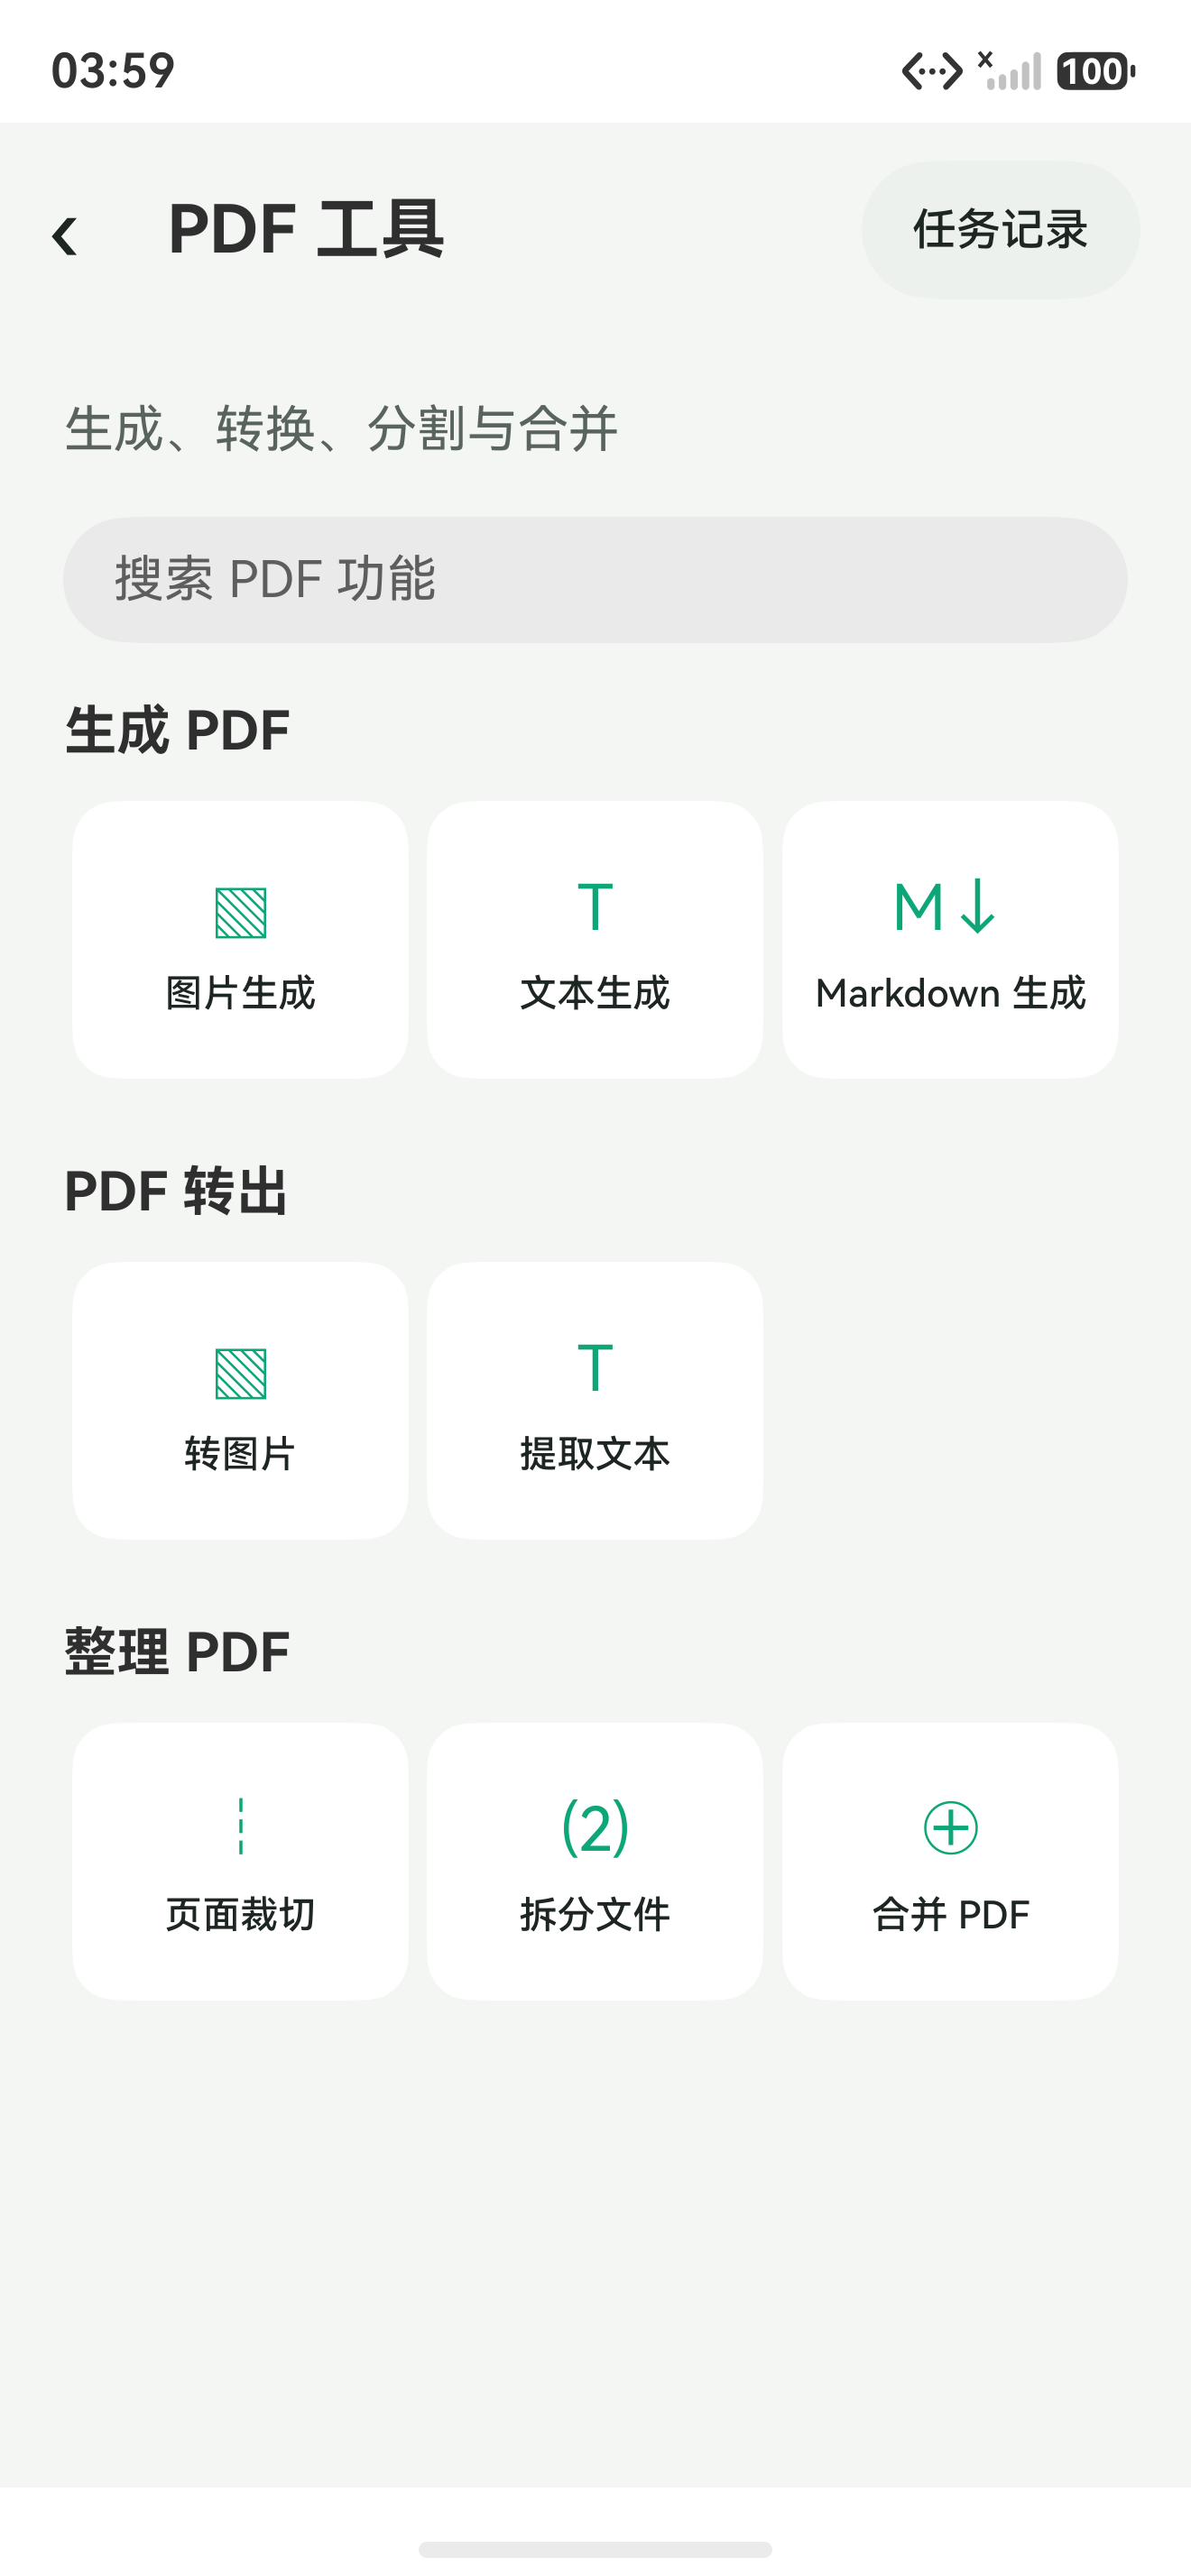 03:59
100
PDF 工具
任务记录
生成、转换、分割与合并
搜索 PDF 功能
生成 PDF
T
M↓
图片生成
文本生成
Markdown 生成
PDF 转出
T
转图片
提取文本
整理 PDF
(2)
页面裁切
拆分文件
合并 PDF